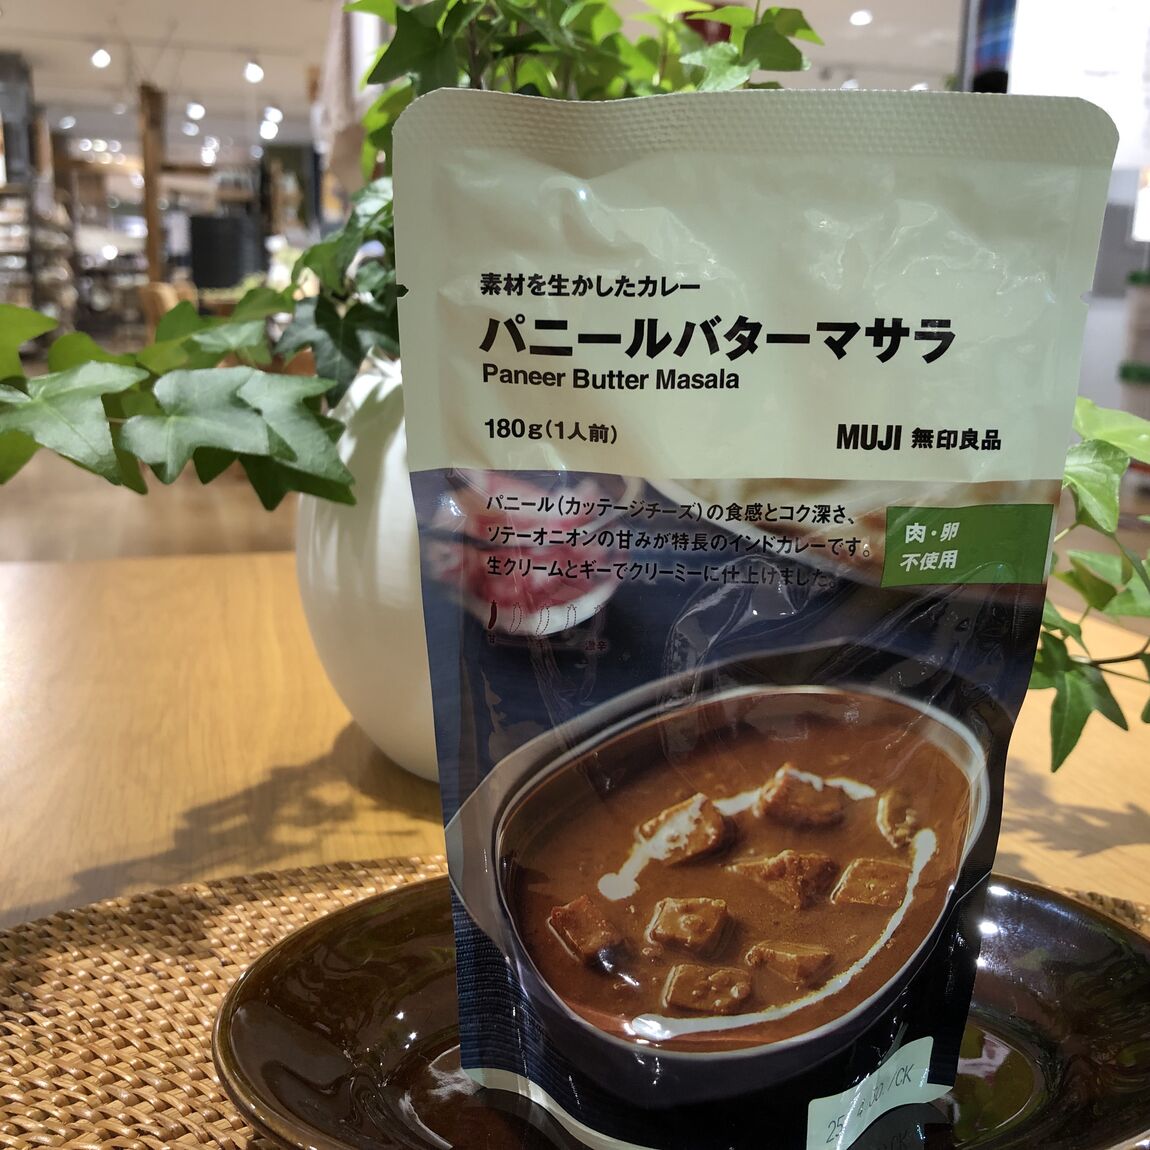 素材を生かしたカレー
パニールバターマサラ
Paneer Butter Masala
180g(1人前)
MUJI 無印良品
パニール(カッテージチーズ)の食感とコク深さ、
ソテーオニオンの甘みが特長のインドカレーです。
生クリームとギーでクリーミーに仕上げました。
肉・卵
不使用
甘
激辛